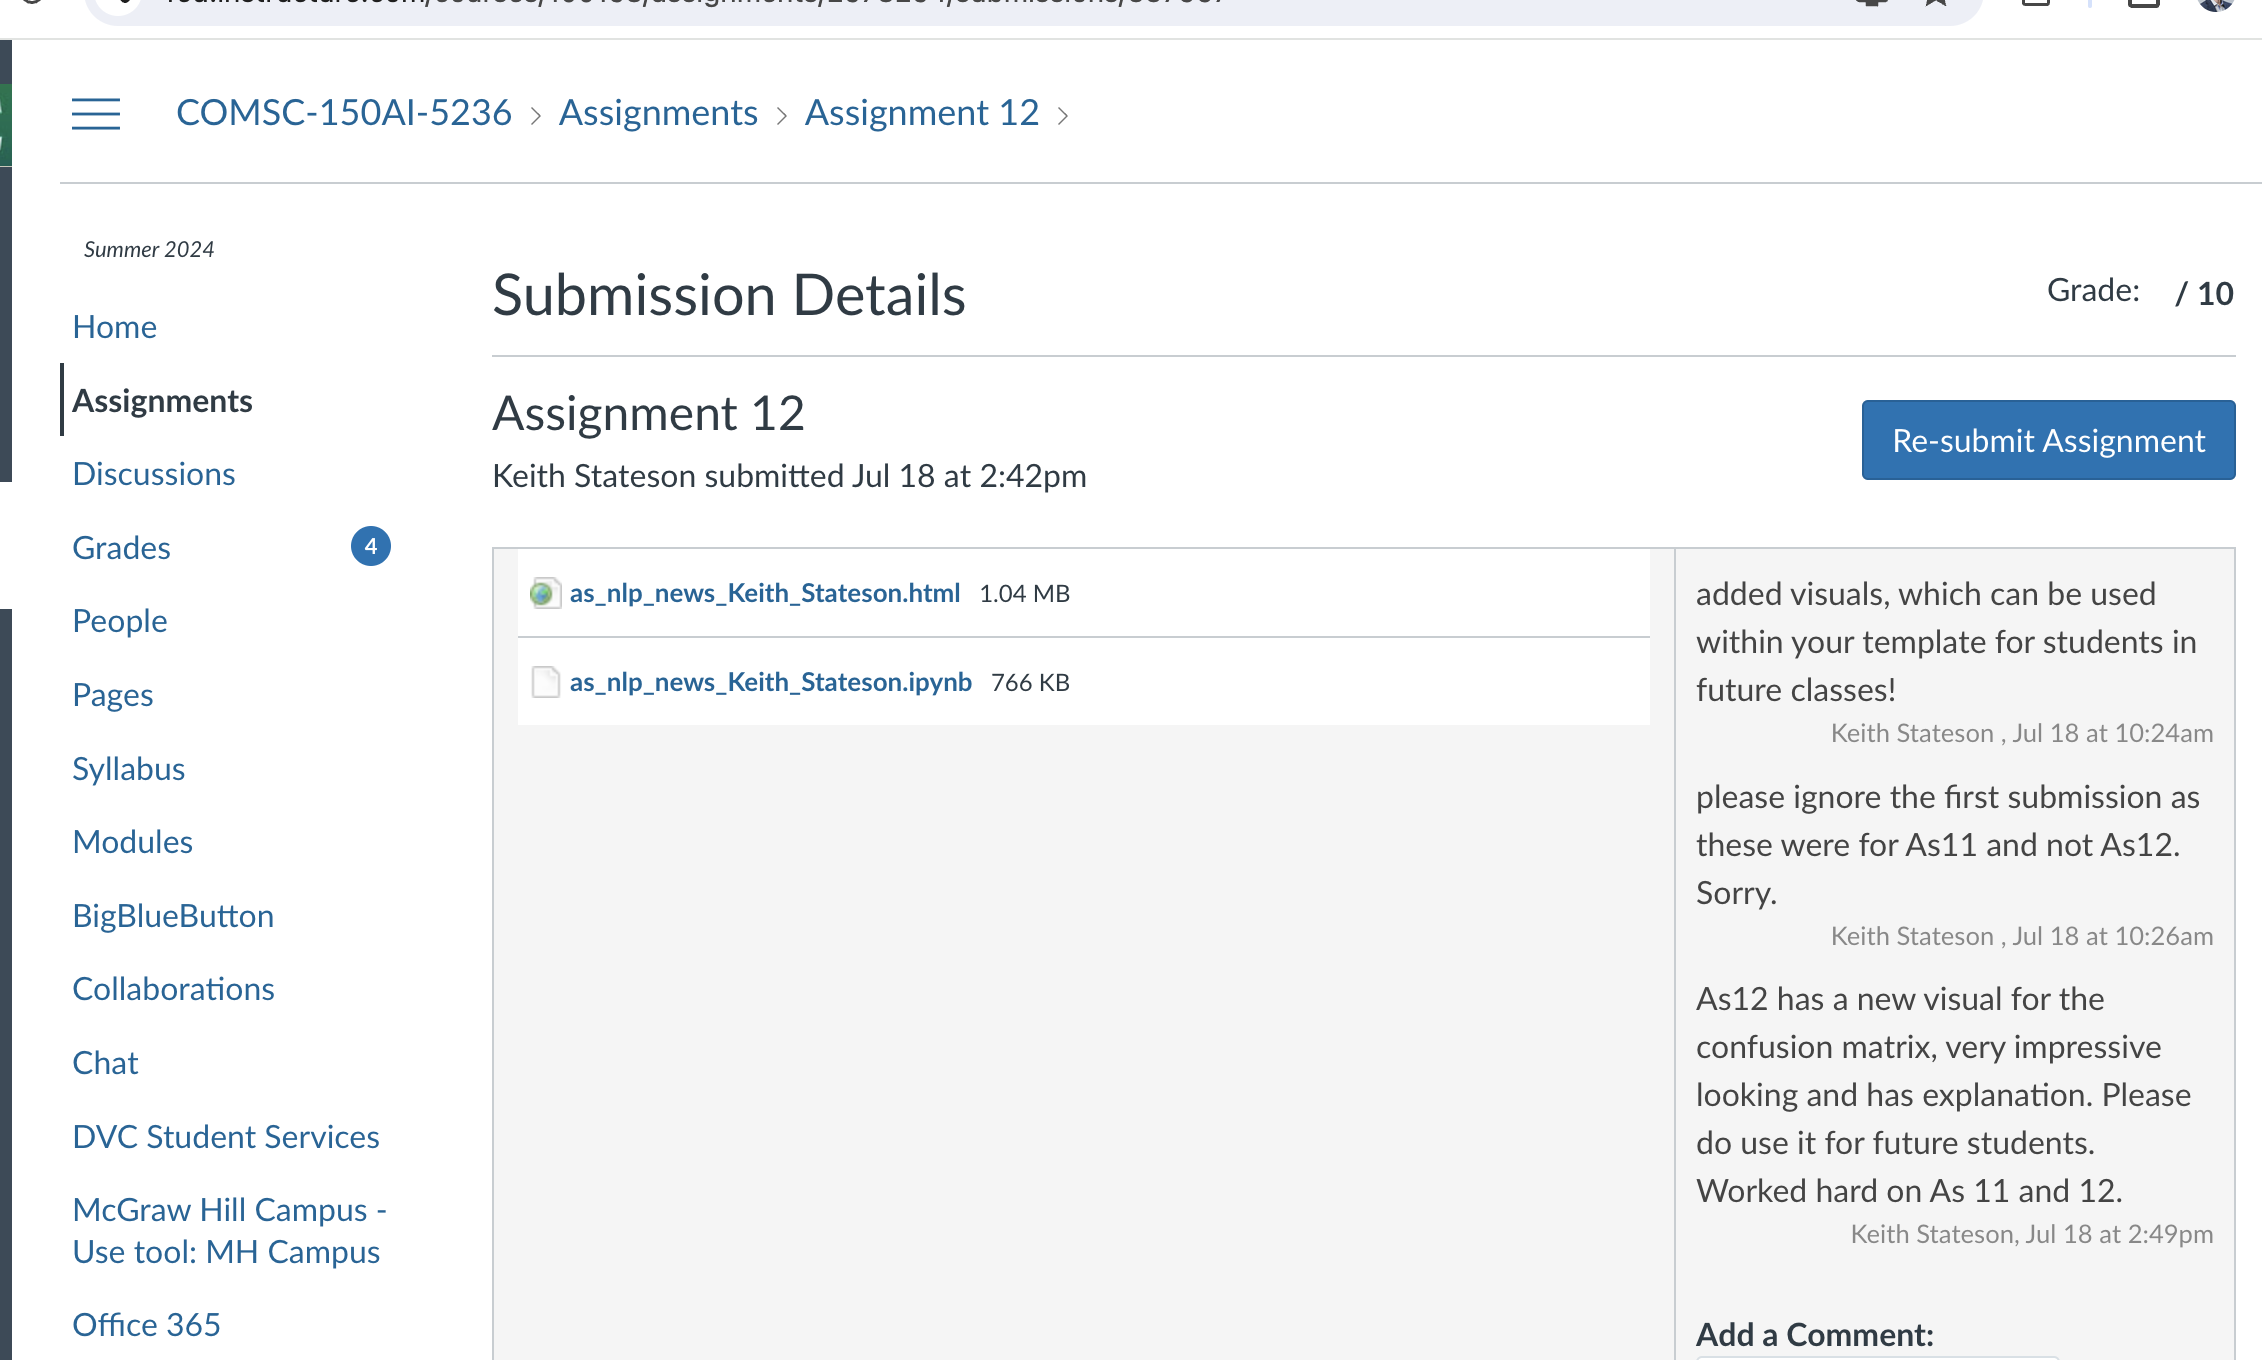 COMSC-150AI-5236 > Assignments > Assignment 12 >
Summer 2024
Home
Assignments
Discussions
Grades 4
People
Pages
Syllabus
Modules
BigBlueButton
Collaborations
Chat
DVC Student Services
McGraw Hill Campus -
Use tool: MH Campus
Office 365
Submission Details
Grade: / 10
Assignment 12
Keith Stateson submitted Jul 18 at 2:42pm
Re-submit Assignment
as_nlp_news_Keith_Stateson.html 1.04 MB
as_nlp_news_Keith_Stateson.ipynb 766 KB
added visuals, which can be used
within your template for students in
future classes!
Keith Stateson , Jul 18 at 10:24am
please ignore the first submission as
these were for As11 and not As12.
Sorry.
Keith Stateson , Jul 18 at 10:26am
As12 has a new visual for the
confusion matrix, very impressive
looking and has explanation. Please
do use it for future students.
Worked hard on As 11 and 12.
Keith Stateson, Jul 18 at 2:49pm
Add a Comment: